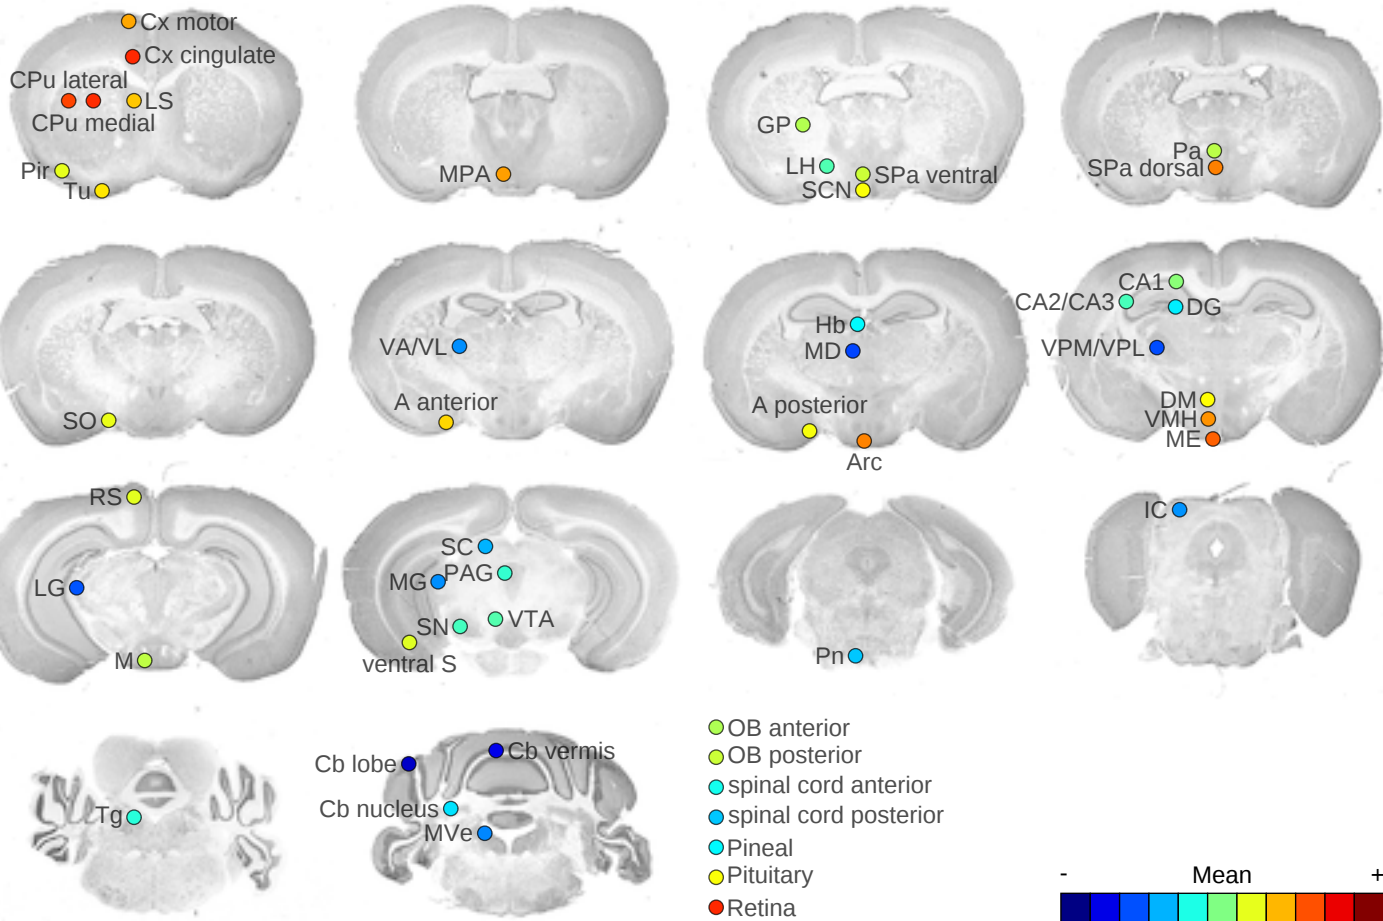 Cx motor
Cx cingulate
CPu lateral
LS
CPu medial
Pir
Tu
MPA
GP
LH
SPa ventral
SCN
Pa
SPa dorsal
SO
VA/VL
A anterior
Hb
MD
A posterior
Arc
CA1
CA2/CA3
DG
VPM/VPL
DM
VMH
ME
RS
LG
M
SC
MG
PAG
SN
VTA
ventral S
Pn
IC
Tg
Cb lobe
Cb vermis
Cb nucleus
MVe
OB anterior
OB posterior
spinal cord anterior
spinal cord posterior
Pineal
Pituitary
Retina
- Mean +